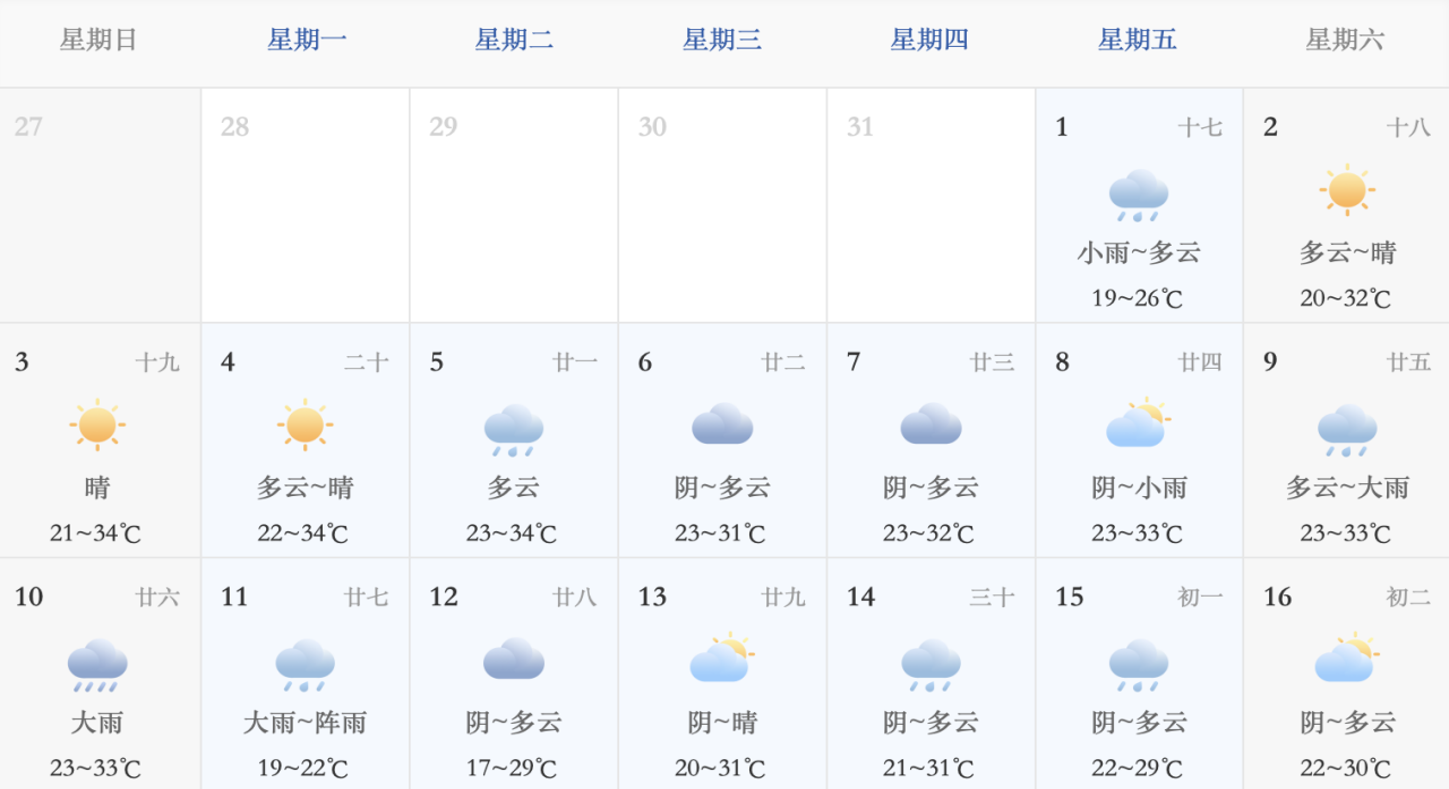 星期日 星期一 星期二 星期三 星期四 星期五 星期六
27 28 29 30 31 1 十七 2 十八
小雨~多云 多云~晴
19~26℃ 20~32℃
3 十九 4 二十 5 廿一 6 廿二 7 廿三 8 廿四 9 廿五
晴 多云~晴 多云 阴~多云 阴~多云 阴~小雨 多云~大雨
21~34℃ 22~34℃ 23~34℃ 23~31℃ 23~32℃ 23~33℃ 23~33℃
10 廿六 11 廿七 12 廿八 13 廿九 14 三十 15 初一 16 初二
大雨 大雨~阵雨 阴~多云 阴~晴 阴~多云 阴~多云 阴~多云
23~33℃ 19~22℃ 17~29℃ 20~31℃ 21~31℃ 22~29℃ 22~30℃